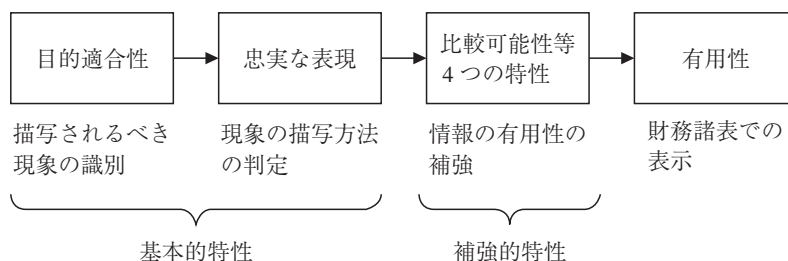 目的適合性
忠実な表現
比較可能性等
4つの特性
有用性
描写されるべき
現象の識別
現象の描写方法
の判定
情報の有用性の
補強
財務諸表での
表示
基本的特性
補強的特性